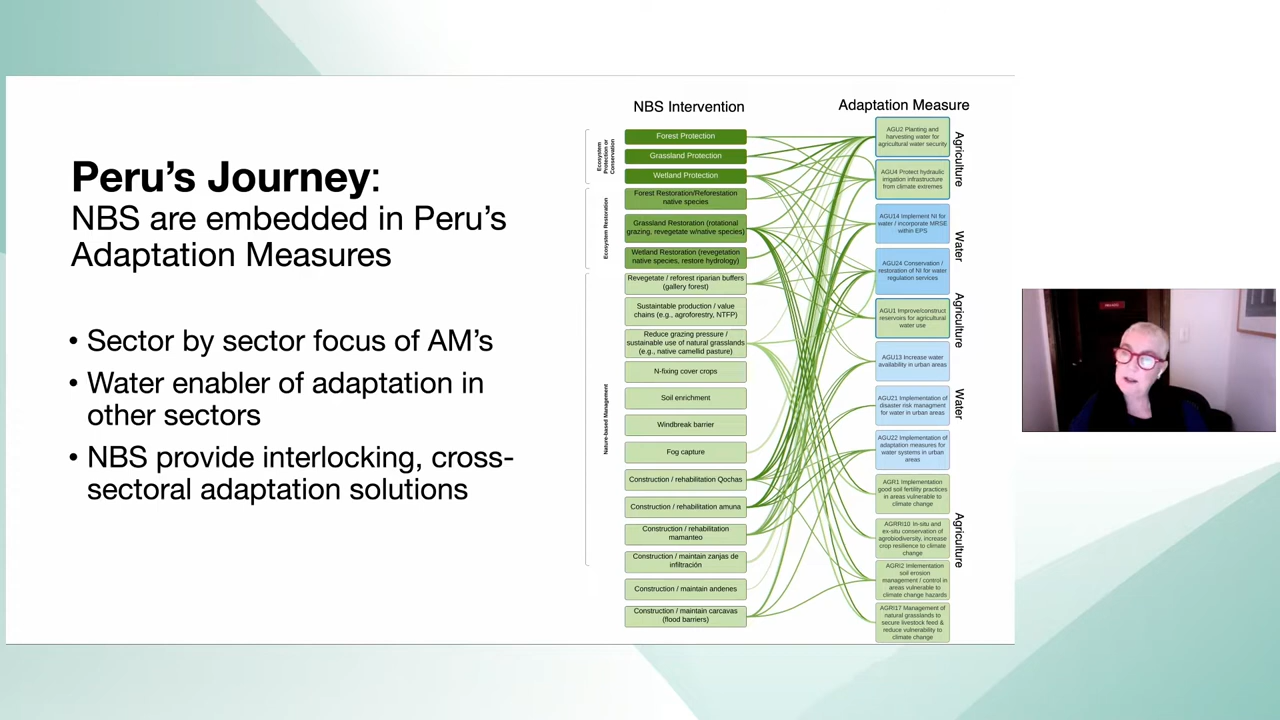 Peru's Journey:
NBS are embedded in Peru's
Adaptation Measures
• Sector by sector focus of AM's
• Water enabler of adaptation in
other sectors
• NBS provide interlocking, cross-
sectoral adaptation solutions
NBS Intervention
Ecosystem
Protection or
Conservation
Forest Protection
Grassland Protection
Wetland Protection
Ecosystem Restoration
Forest Restoration/Reforestation
native species
Grassland Restoration (rotational
grazing, revegetate w/native species)
Wetland Restoration (revegetation
native species, restore hydrology)
Nature-based Management
Revegetate / reforest riparian buffers
(gallery forest)
Sustaintable production / value
chains (e.g., agroforestry, NTFP)
Reduce grazing pressure /
sustainable use of natural grasslands
(e.g., native camellid pasture)
N-fixing cover crops
Soil enrichment
Windbreak barrier
Fog capture
Construction / rehabilitation Qochas
Construction / rehabilitation amuna
Construction / rehabilitation
mamanteo
Construction / maintain zanjas de
infiltración
Construction / maintain andenes
Construction / maintain carcavas
(flood barriers)
Adaptation Measure
AGU2 Planting and
harvesting water for
agricultural water security
AGU4 Protect hydraulic
irrigation infrastructure
from climate extremes
Agriculture
AGU14 Implement NI for
water / incorporate MRSE
within EPS
AGU24 Conservation /
restoration of NI for water
regulation services
Water
AGU1 Improve/construct
reservoirs for agricultural
water use
Agriculture
AGU13 Increase water
availability in urban areas
AGU21 Implementation of
disaster risk managment
for water in urban areas
AGU22 Implementation of
adaptation measures for
water systems in urban
areas
Water
AGR1 Implementation
good soil fertility practices
in areas vulnerable to
climate change
AGRRI10 In-situ and
ex-situ conservation of
agrobiodiversity, increase
crop resilience to climate
change
AGRI2 Imlementation
soil erosion
management / control in
areas vulnerable to
climate change hazards
AGRI17 Management of
natural grasslands to
secure livestock feed &
reduce vulnerability to
climate change
Agriculture